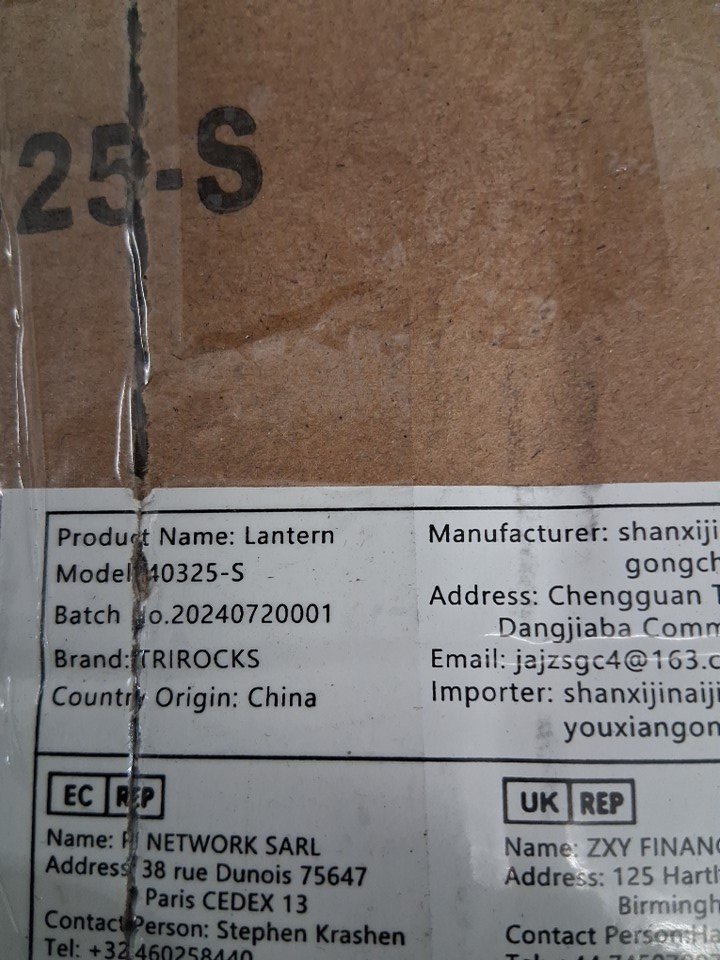 25-S
Product Name: Lantern
Model 40325-S
Batch No.20240720001
Brand: TRIROCKS
Country Origin: China
Manufacturer: shanxiji
gongch
Address: Chengguan T
Dangjiaba Comm
Email: jajzsgc4@163.c
Importer: shanxijinaiji
youxiangon
EC REP
Name: NETWORK SARL
Address 38 rue Dunois 75647
Paris CEDEX 13
Contact Person: Stephen Krashen
Tel: +32 460258440
UK REP
Name: ZXY FINANC
Address: 125 Hartl
Birmingh
Contact Person:Ha